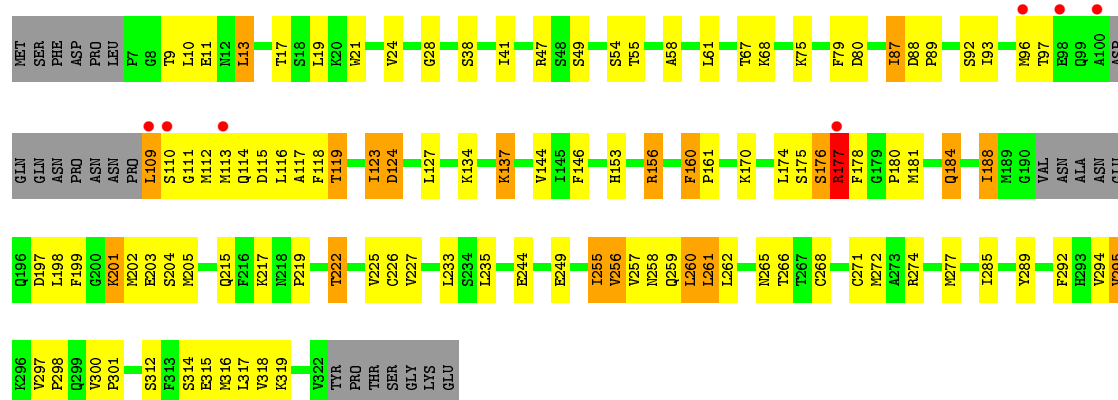 MET SER PHE ASP PRO LEU P7 G8 T9 L10 E11 N12 L13 T17 S18 L19 K20 W21 V24 G28 S38 I41 R47 S48 S49 S54 T55 A58 L61 T67 K68 K75 F79 D80 I87 D88 P89 S92 I93 M96 T97 E98 Q99 A100 ASP
GLN GLN ASN PRO ASN ASN PRO L109 S110 G111 M112 M113 Q114 D115 L116 A117 F118 T119 I123 D124 L127 K134 K137 V144 I145 F146 H153 R156 F160 P161 K170 L174 S175 S176 R177 F178 G179 P180 M181 Q184 I188 M189 G190 VAL ASN ALA ASN GLU
Q196 D197 L198 F199 G200 K201 M202 E203 S204 M205 Q215 F216 K217 N218 P219 T222 V225 C226 V227 L233 S234 L235 E244 E249 I255 V256 V257 N258 Q259 L260 L261 L262 N265 T266 T267 C268 C271 M272 A273 R274 M277 I285 Y289 F292 H293 V294
K296 V297 P298 Q299 V300 P301 S312 F313 S314 E315 M316 L317 V318 K319 V322 TYR PRO THR SER GLY LYS GLU